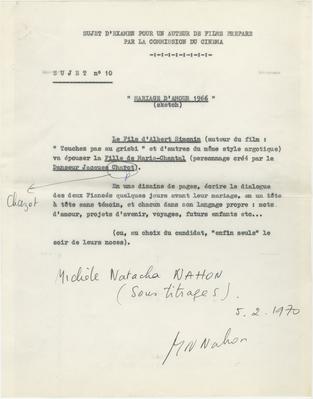 SUJET D'EXAMEN POUR UN AUTEUR DE FILMS PREPARE
PAR LA COMMISSION DU CINEMA
-:-:-:-:-:-:-:-:-
SUJET n° 10
" MARIAGE D'AMOUR 1966 "
(sketch)
Le Fils d'Albert Simonin (auteur du film :
" Touches pas au grisbi " et d'autres du même style argotique)
va épouser la Fille de Marie-Chantal (personnage créé par le
Danseur Jacques Charot).
Chazot
En une dizaine de pages, écrire le dialogue
des deux Fiancés quelques jours avant leur mariage, en un tête
à tête sans témoin, et chacun dans son langage propre : mots
d'amour, projets d'avenir, voyages, futurs enfants etc...
(ou, au choix du candidat, "enfin seuls" le
soir de leurs noces).
Michèle Natacha NAHON
(Sous titrages).
5.2.1970
MNNahon